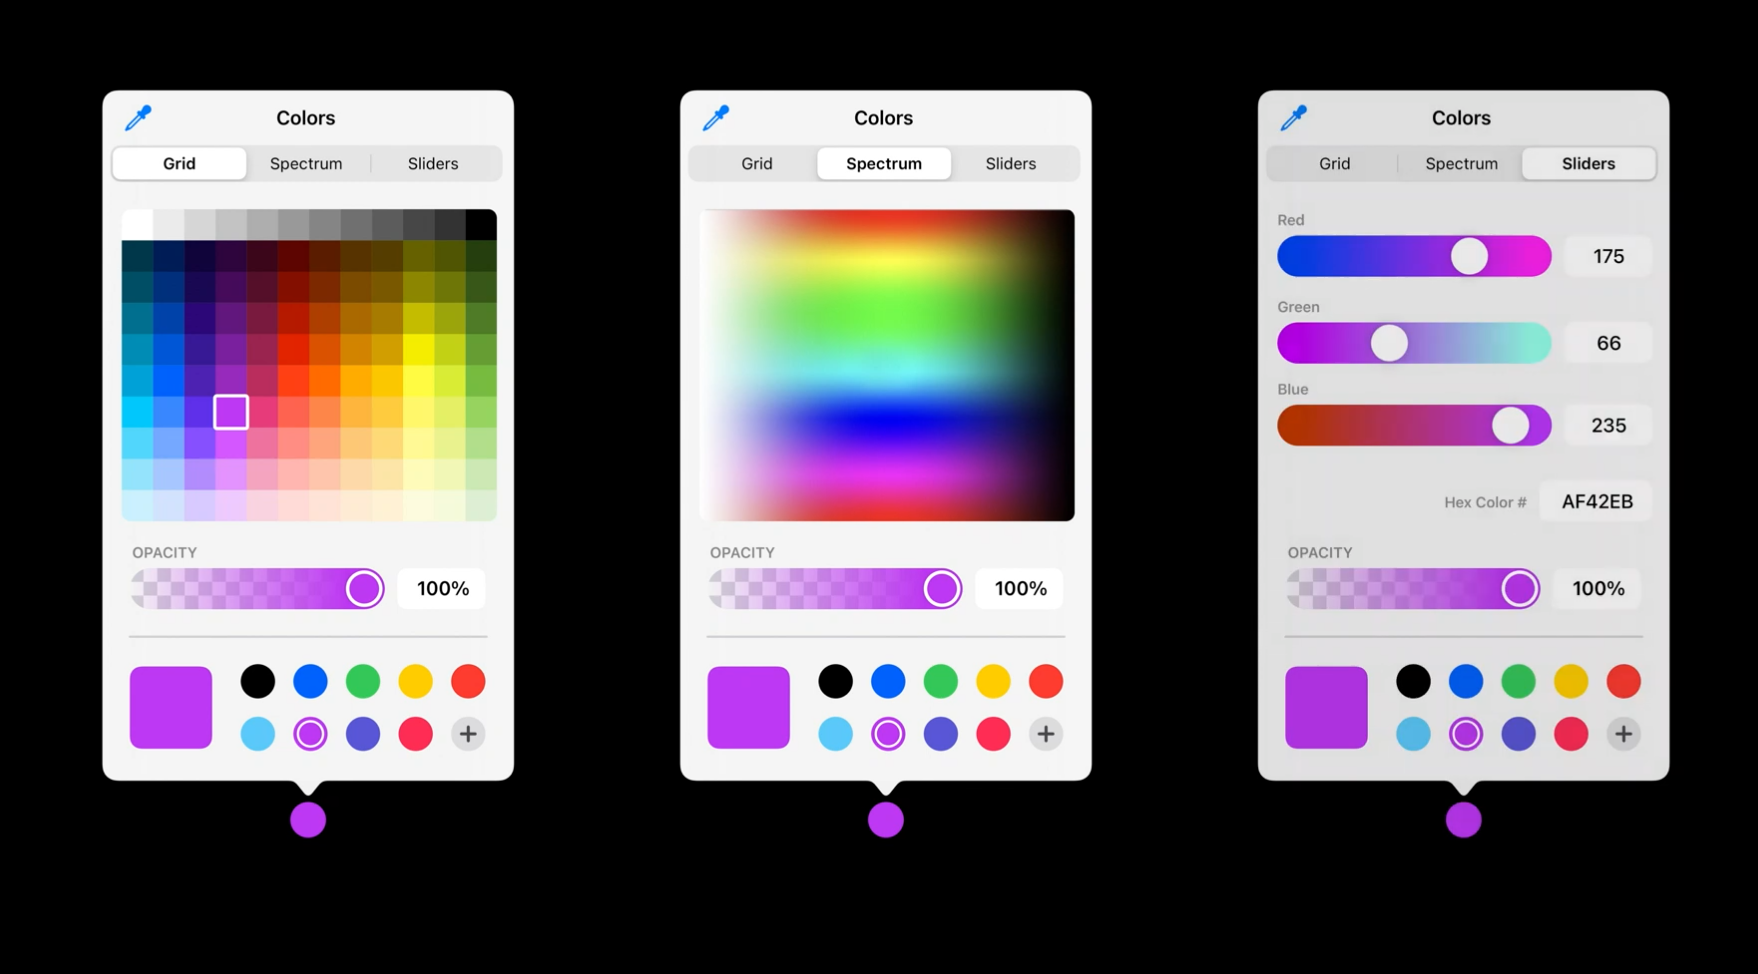 Colors
Grid Spectrum Sliders
OPACITY
100%
Colors
Grid Spectrum Sliders
OPACITY
100%
Colors
Grid Spectrum Sliders
Red
175
Green
66
Blue
235
Hex Color # AF42EB
OPACITY
100%